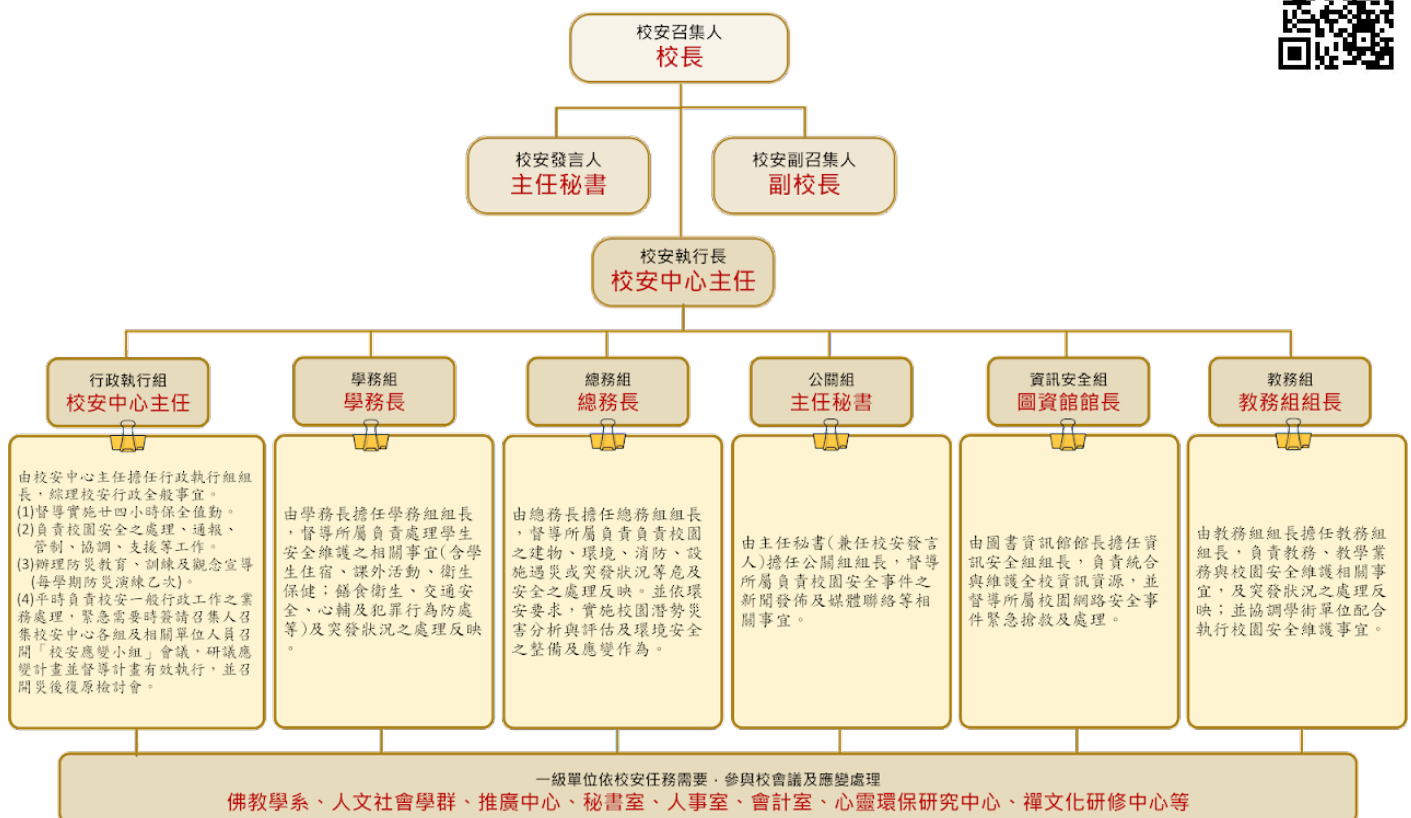 校安召集人
校長
校安發言人
主任秘書
校安副召集人
副校長
校安執行長
校安中心主任
行政執行組
校安中心主任
學務組
學務長
總務組
總務長
公關組
主任秘書
資訊安全組
圖資館館長
教務組
教務組組長
由校安中心主任擔任行政執行組組
長，綜理校安行政全般事宜。
(1)督導實施廿四小時保全值勤。
(2)負責校園安全之處理、通報、
管制、協調、支援等工作。
(3)辦理防災教育、訓練及觀念宣導
(每學期防災演練乙次)。
(4)平時負責校安一般行政工作之業
務處理，緊急需要時簽請召集人召
集校安中心各組及相關單位人員召
開「校安應變小組」會議，研議應
變計畫並督導計畫有效執行，並召
開災後復原檢討會。
由學務長擔任學務組組長
，督導所屬負責處理學生
安全維護之相關事宜(含學
生住宿、課外活動、衛生
保健；繕食衛生、交通安
全、心輔及犯罪行為防處
等)及突發狀況之處理反映
。
由總務長擔任總務組組長
，督導所屬負責負責校園
之建物、環境、消防、設
施遇災或突發狀況等危及
安全之處理反映。並依環
安要求，實施校園潛勢災
害分析與評估及環境安全
之整備及應變作為。
由主任秘書(兼任校安發言
人)擔任公關組組長，督導
所屬負責校園安全事件之
新聞發佈及媒體聯絡等相
關事宜。
由圖書資訊館館長擔任資
訊安全組組長，負責統合
與維護全校資訊資源，並
督導所屬校園網路安全事
件緊急搶救及處理。
由教務組組長擔任教務組
組長，負責教務、教學業
務與校園安全維護相關事
宜，及突發狀況之處理反
映；並協調學術單位配合
執行校園安全維護事宜。
一級單位依校安任務需要．參與校會議及應變處理
佛教學系、人文社會學群、推廣中心、秘書室、人事室、會計室、心靈環保研究中心、禪文化研修中心等